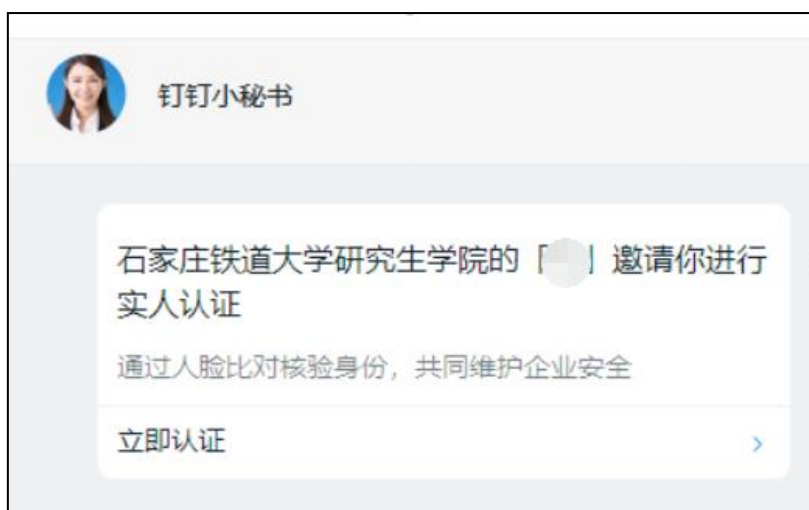 钉钉小秘书
石家庄铁道大学研究生学院的「 」邀请你进行
实人认证
通过人脸比对核验身份，共同维护企业安全
立即认证